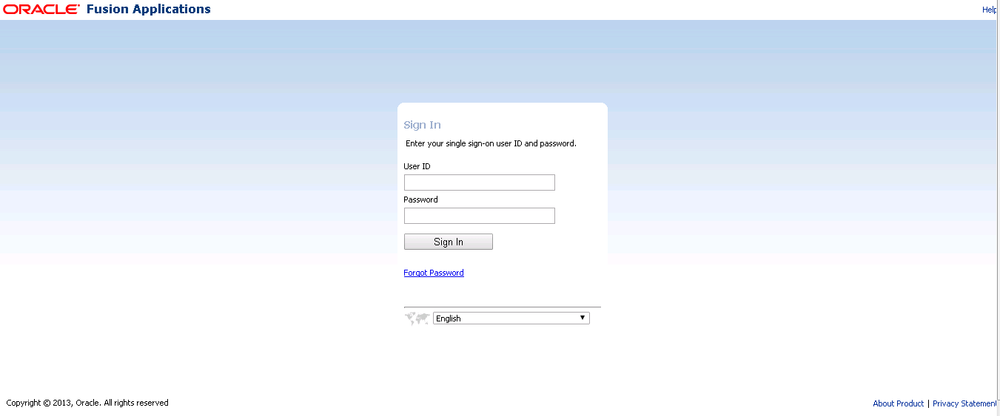 ORACLE Fusion Applications
Help
Sign In
Enter your single sign-on user ID and password.
User ID
Password
Sign In
Forgot Password
English
Copyright © 2013, Oracle. All rights reserved
About Product | Privacy Statement